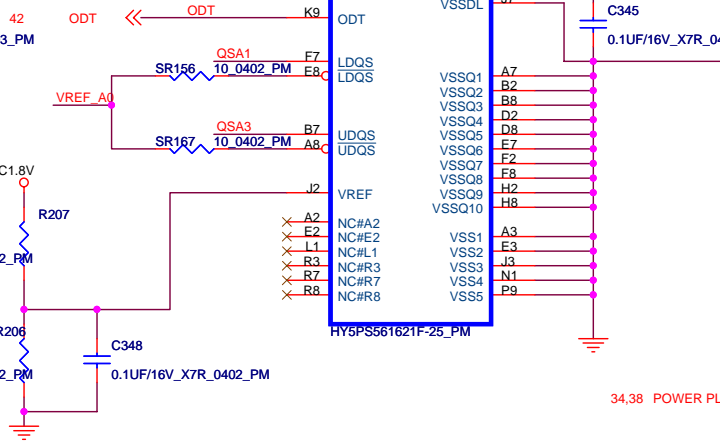 42 ODT ODT K9 ODT
VSSDL J7
C345
0.1UF/16V_X7R_04
3_PM
QSA1 F7 LDQS
SR156 10_0402_PM E8 LDQS
VREF_A0
QSA3 B7 UDQS
SR167 10_0402_PM A8 UDQS
C1.8V
J2 VREF
R207
2_PM
A2 NC#A2
E2 NC#E2
L1 NC#L1
R3 NC#R3
R7 NC#R7
R8 NC#R8
VSSQ1 A7
VSSQ2 B2
VSSQ3 B8
VSSQ4 D2
VSSQ5 D8
VSSQ6 E7
VSSQ7 F2
VSSQ8 F8
VSSQ9 H2
VSSQ10 H8
VSS1 A3
VSS2 E3
VSS3 J3
VSS4 N1
VSS5 P9
HY5PS561621F-25_PM
R206
2_PM
C348
0.1UF/16V_X7R_0402_PM
34,38 POWER PL